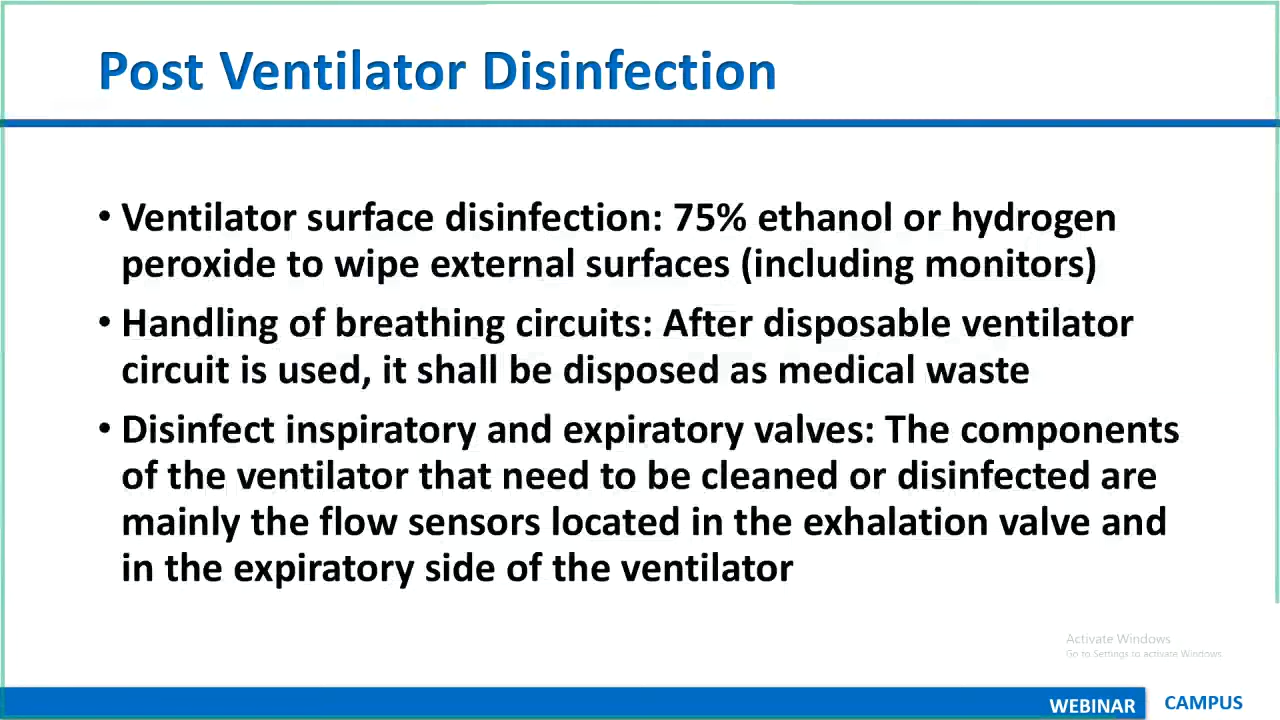 Post Ventilator Disinfection
• Ventilator surface disinfection: 75% ethanol or hydrogen
peroxide to wipe external surfaces (including monitors)
• Handling of breathing circuits: After disposable ventilator
circuit is used, it shall be disposed as medical waste
• Disinfect inspiratory and expiratory valves: The components
of the ventilator that need to be cleaned or disinfected are
mainly the flow sensors located in the exhalation valve and
in the expiratory side of the ventilator
Activate Windows
Go to Settings to activate Windows.
WEBINAR CAMPUS